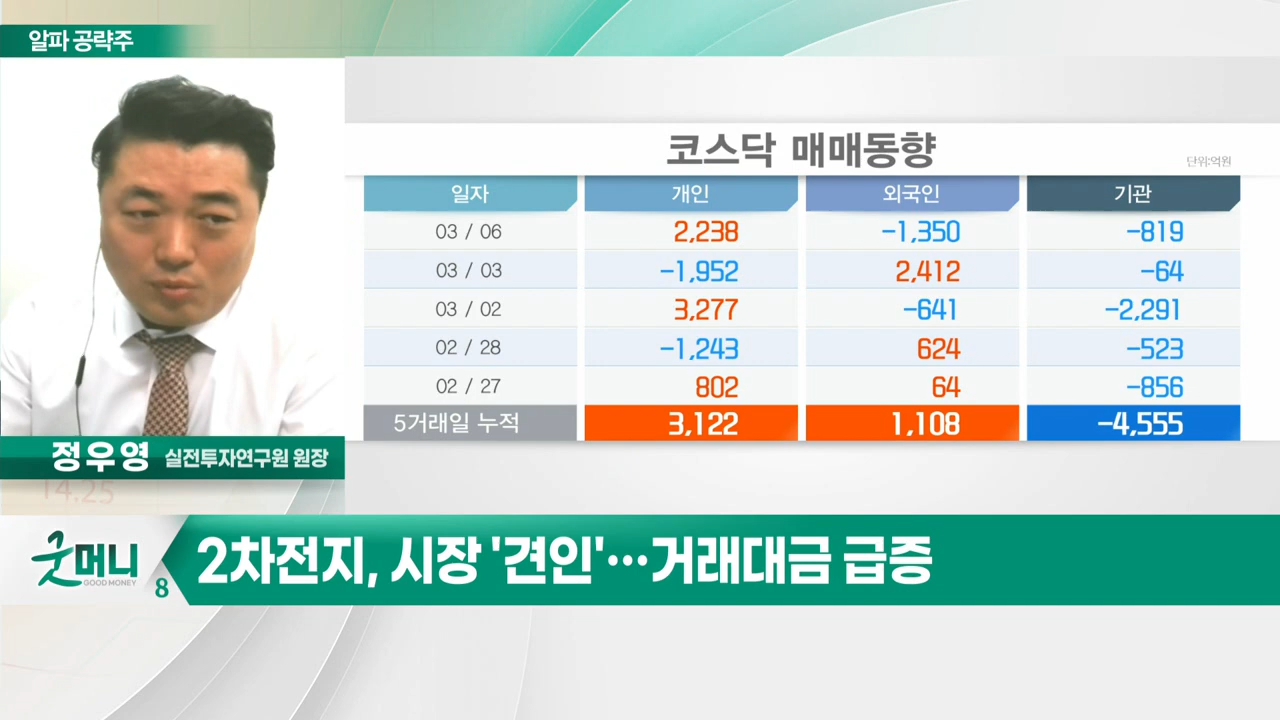 알파 공략주
코스닥 매매동향
단위:억원
일자 개인 외국인 기관
03 / 06 2,238 -1,350 -819
03 / 03 -1,952 2,412 -64
03 / 02 3,277 -641 -2,291
02 / 28 -1,243 624 -523
02 / 27 802 64 -856
5거래일 누적 3,122 1,108 -4,555
정우영 실전투자연구원 원장
14.25
굿머니
GOOD MONEY
8
2차전지, 시장 '견인'…거래대금 급증